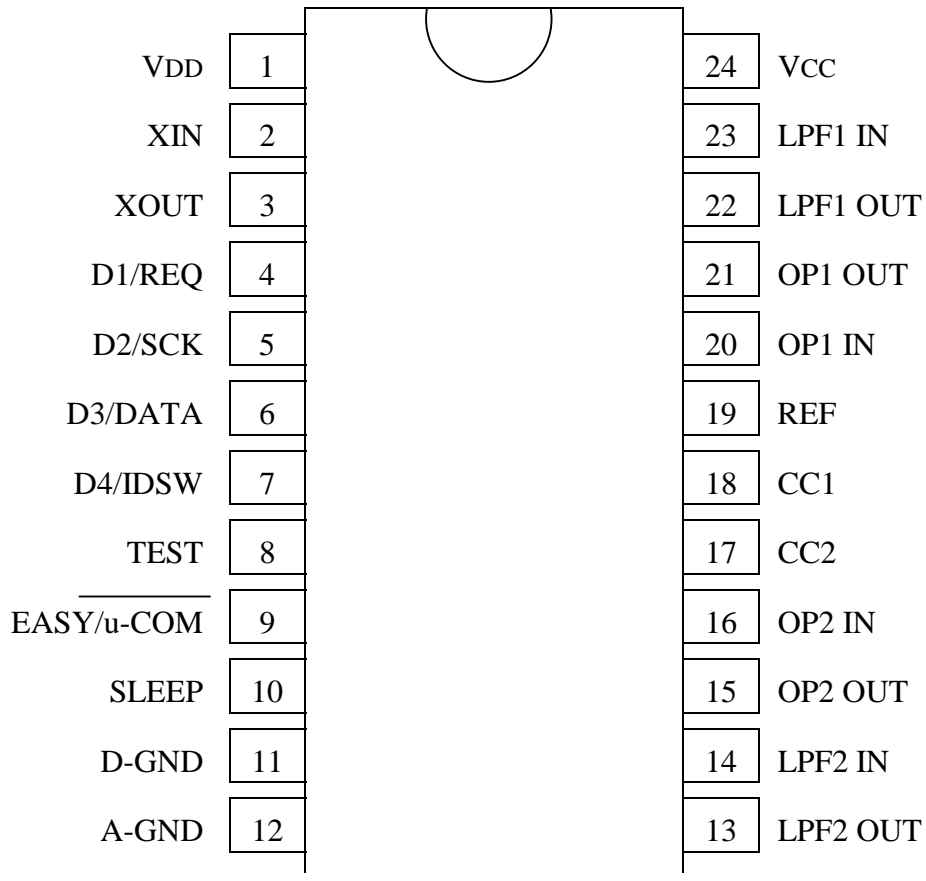 VDD 1 24 VCC
XIN 2 23 LPF1 IN
XOUT 3 22 LPF1 OUT
D1/REQ 4 21 OP1 OUT
D2/SCK 5 20 OP1 IN
D3/DATA 6 19 REF
D4/IDSW 7 18 CC1
TEST 8 17 CC2
EASY/u-COM 9 16 OP2 IN
SLEEP 10 15 OP2 OUT
D-GND 11 14 LPF2 IN
A-GND 12 13 LPF2 OUT